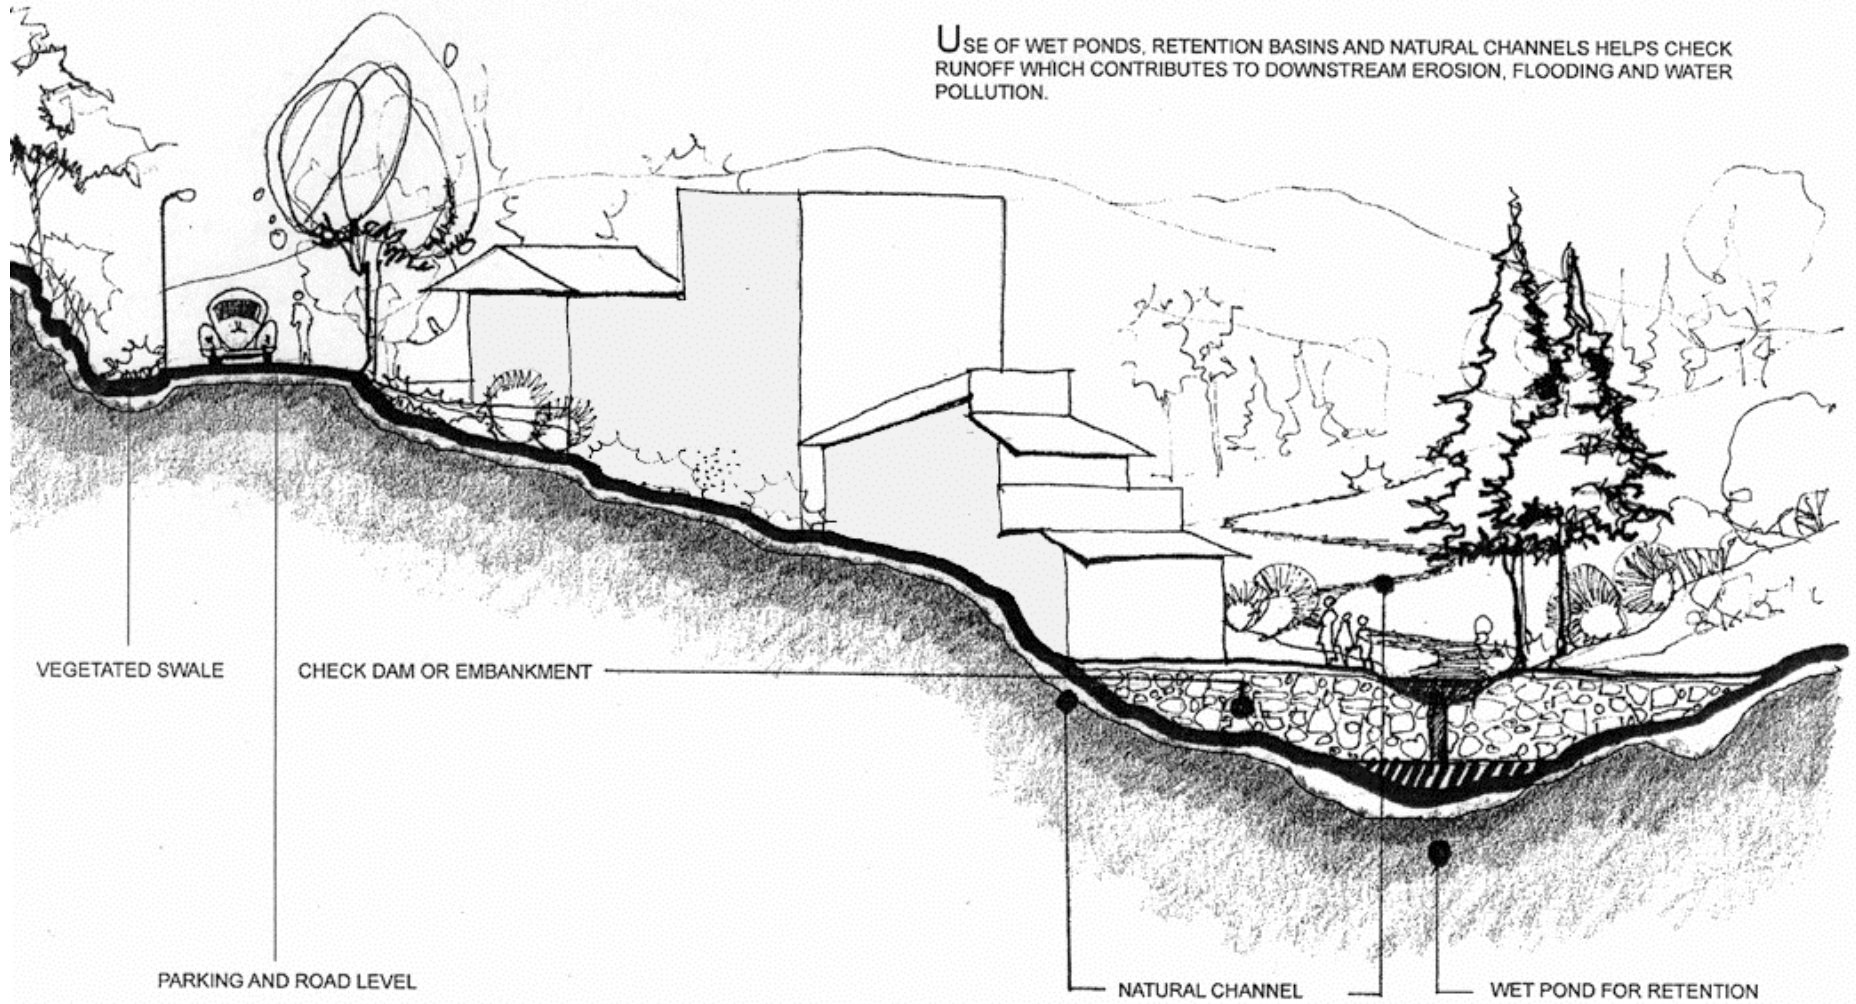 USE OF WET PONDS, RETENTION BASINS AND NATURAL CHANNELS HELPS CHECK
RUNOFF WHICH CONTRIBUTES TO DOWNSTREAM EROSION, FLOODING AND WATER
POLLUTION.
VEGETATED SWALE
CHECK DAM OR EMBANKMENT
PARKING AND ROAD LEVEL
NATURAL CHANNEL
WET POND FOR RETENTION